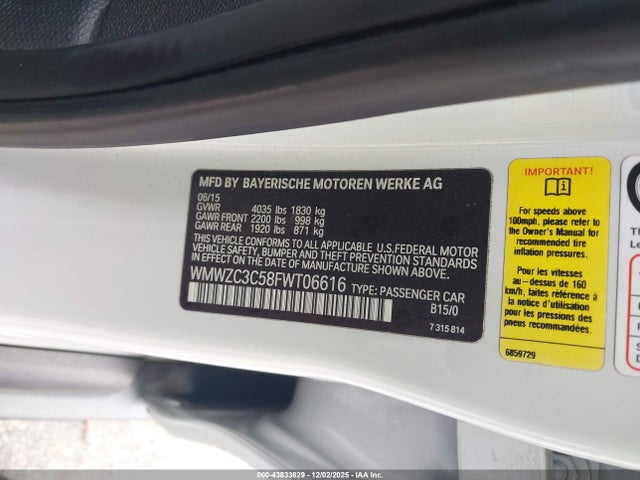 MFD BY BAYERISCHE MOTOREN WERKE AG
06/15
GVWR 4035 lbs 1830 kg
GAWR FRONT 2200 lbs 998 kg
GAWR REAR 1920 lbs 871 kg
THIS VEHICLE CONFORMS TO ALL APPLICABLE U.S.FEDERAL MOTOR
VEHICLE SAFETY, BUMPER AND THEFT PREVENTION STANDARDS
IN EFFECT ON THE DATE OF MANUFACTURE SHOWN ABOVE.
WMWZC3C58FWT06616 TYPE: PASSENGER CAR
B15/0
7 315 814
IMPORTANT!
For speeds above
100mph, please refer to
the Owner's Manual for
tire inflation
pressures.
Pour les vitesses
au-dessus de 160
km/h, faites référence à
la notice d'utilisation
des pressions des
pneus recommandées.
6859729
--000-43833829 - 12/02/2025 - IAAI.com